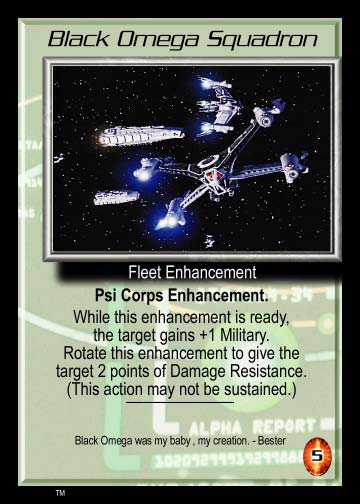 Black Omega Squadron
Fleet Enhancement
Psi Corps Enhancement.
While this enhancement is ready,
the target gains +1 Military.
Rotate this enhancement to give the
target 2 points of Damage Resistance.
(This action may not be sustained.)
ALPHA REPORT
Black Omega was my baby , my creation. - Bester
5
TM